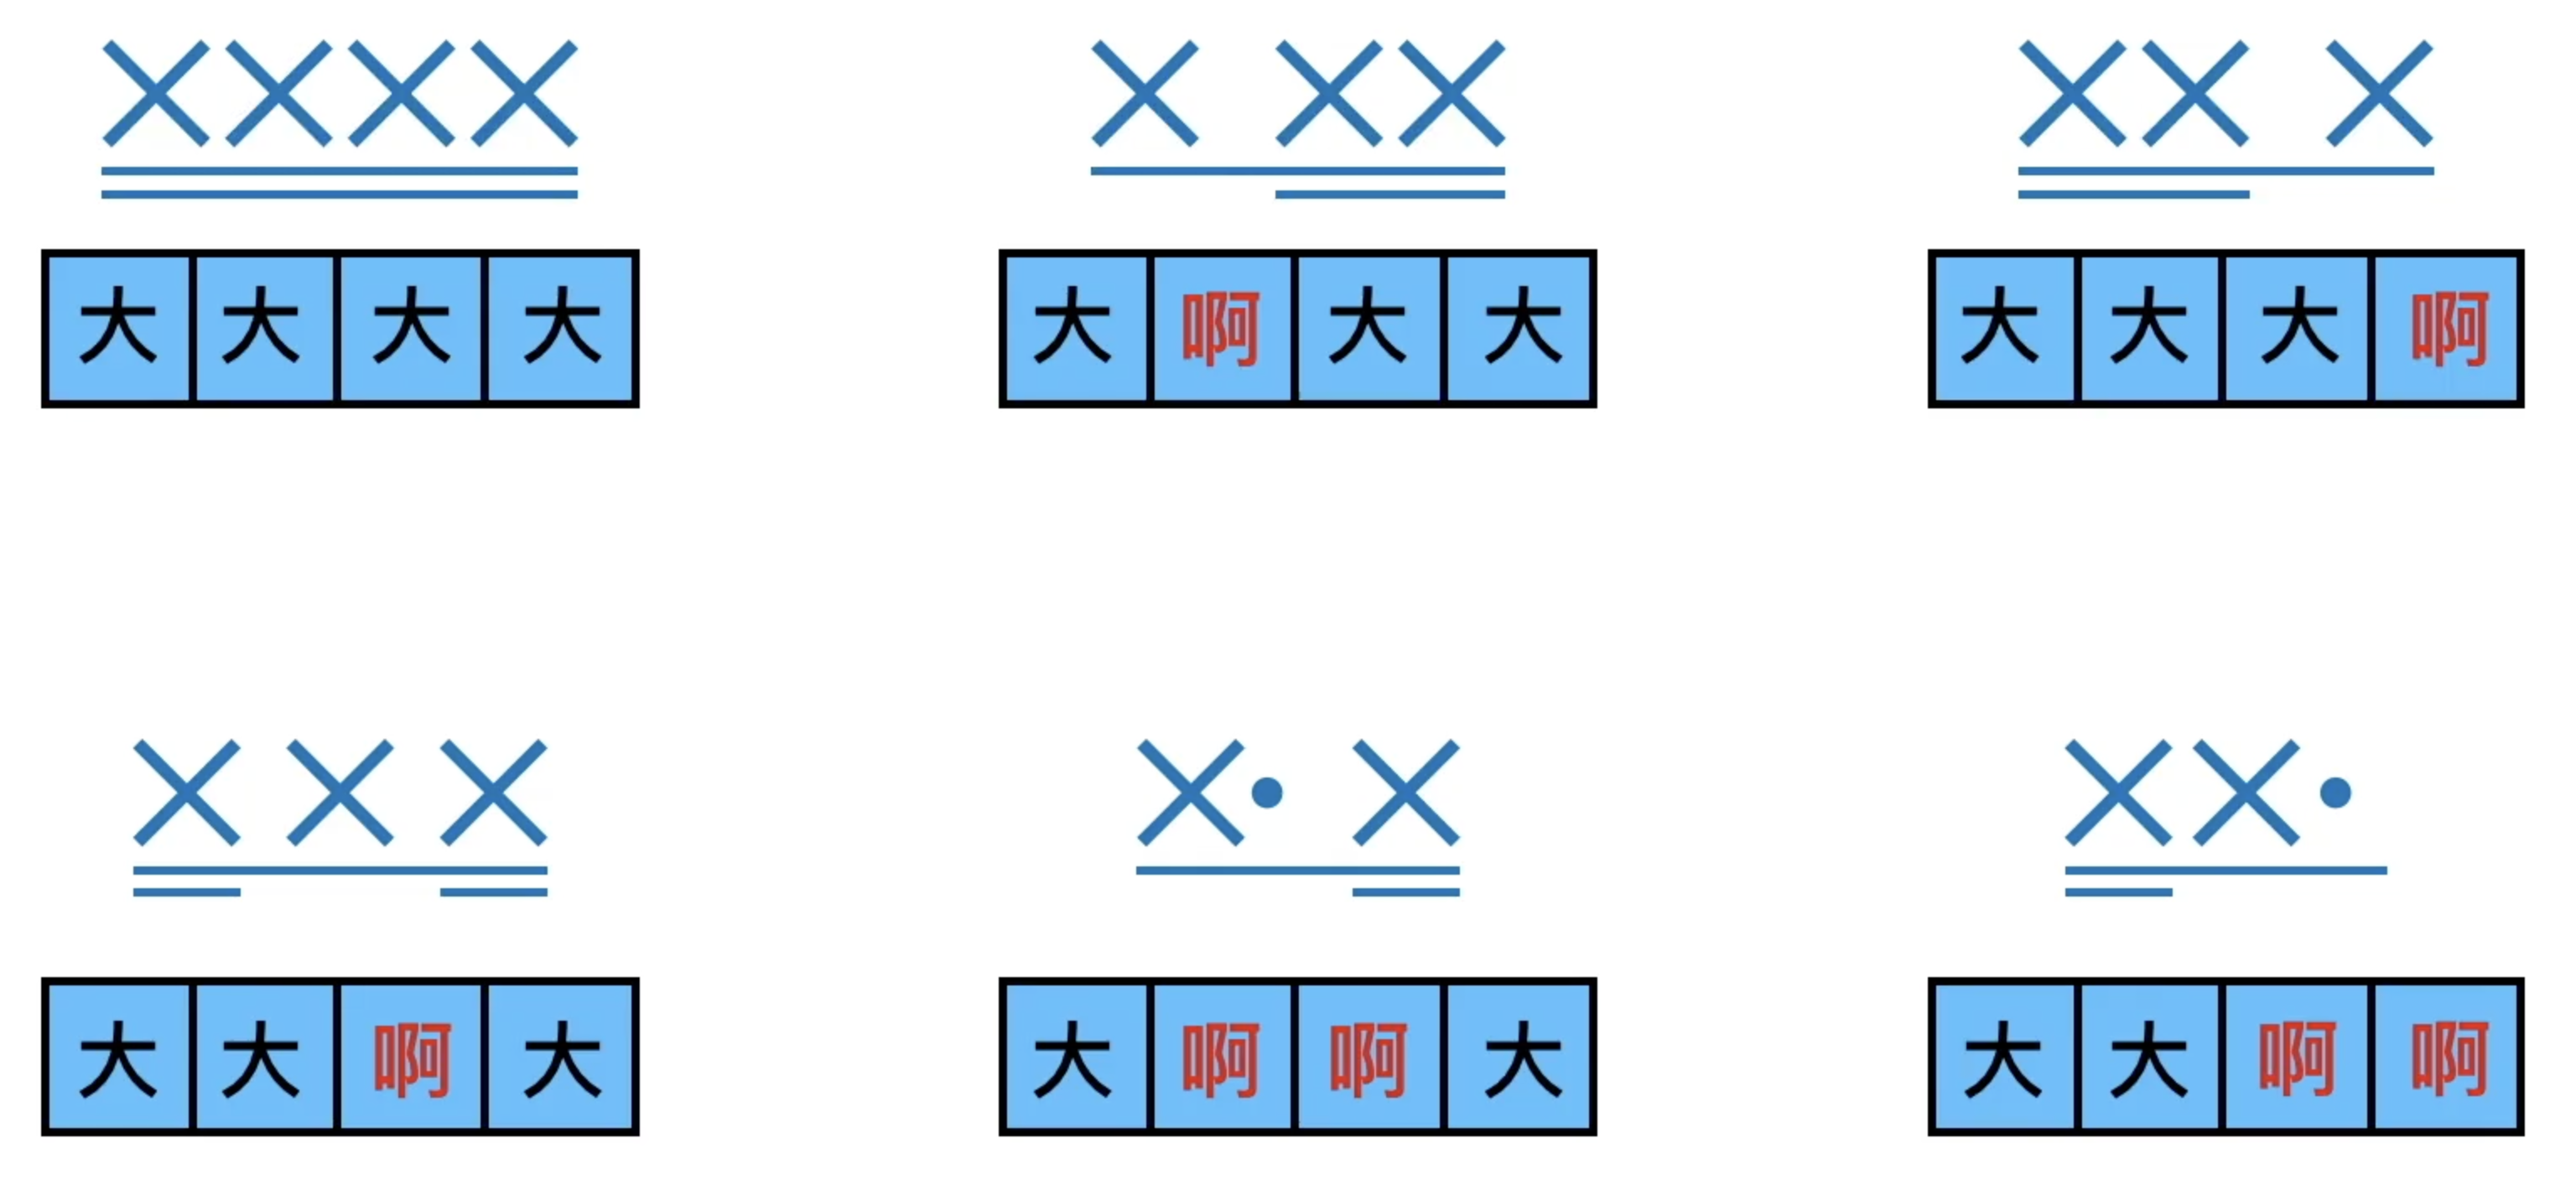 ××××
× ××
×× ×
大 大 大 大
大 啊 大 大
大 大 大 啊
× × ×
×• ×
××•
大 大 啊 大
大 啊 啊 大
大 大 啊 啊